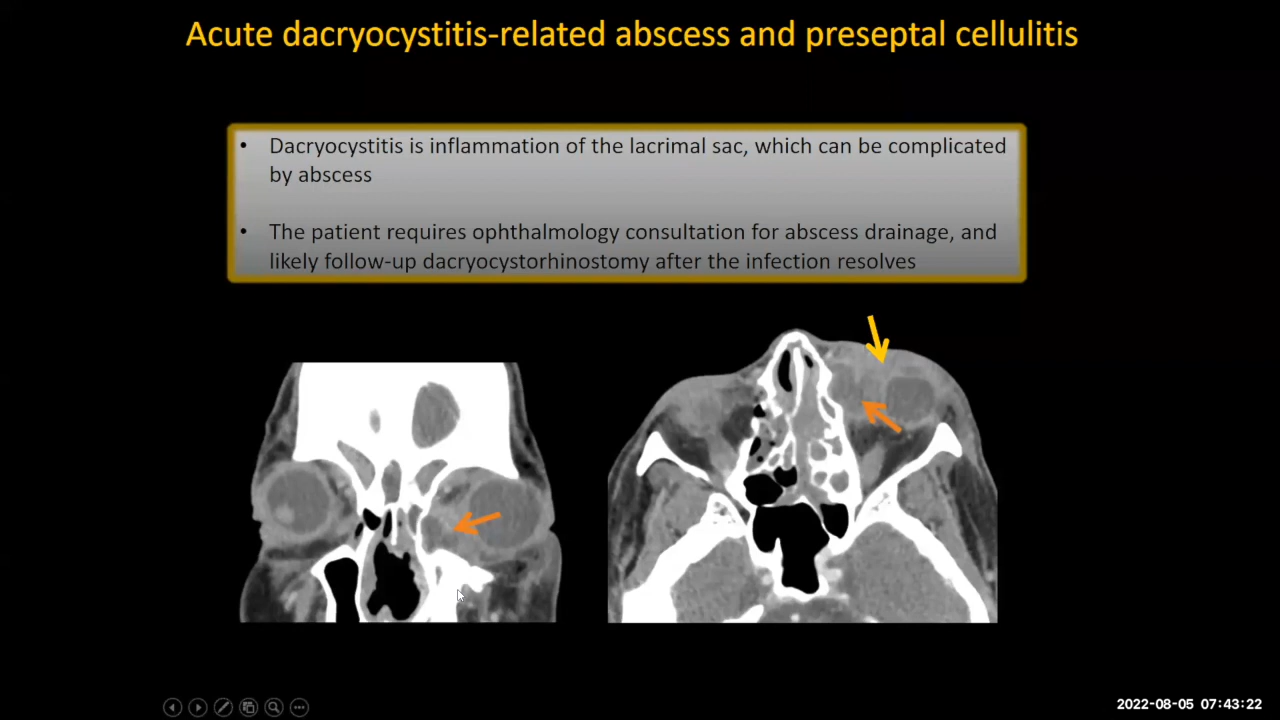 Acute dacryocystitis-related abscess and preseptal cellulitis
• Dacryocystitis is inflammation of the lacrimal sac, which can be complicated
by abscess
• The patient requires ophthalmology consultation for abscess drainage, and
likely follow-up dacryocystorhinostomy after the infection resolves
2022-08-05 07:43:22